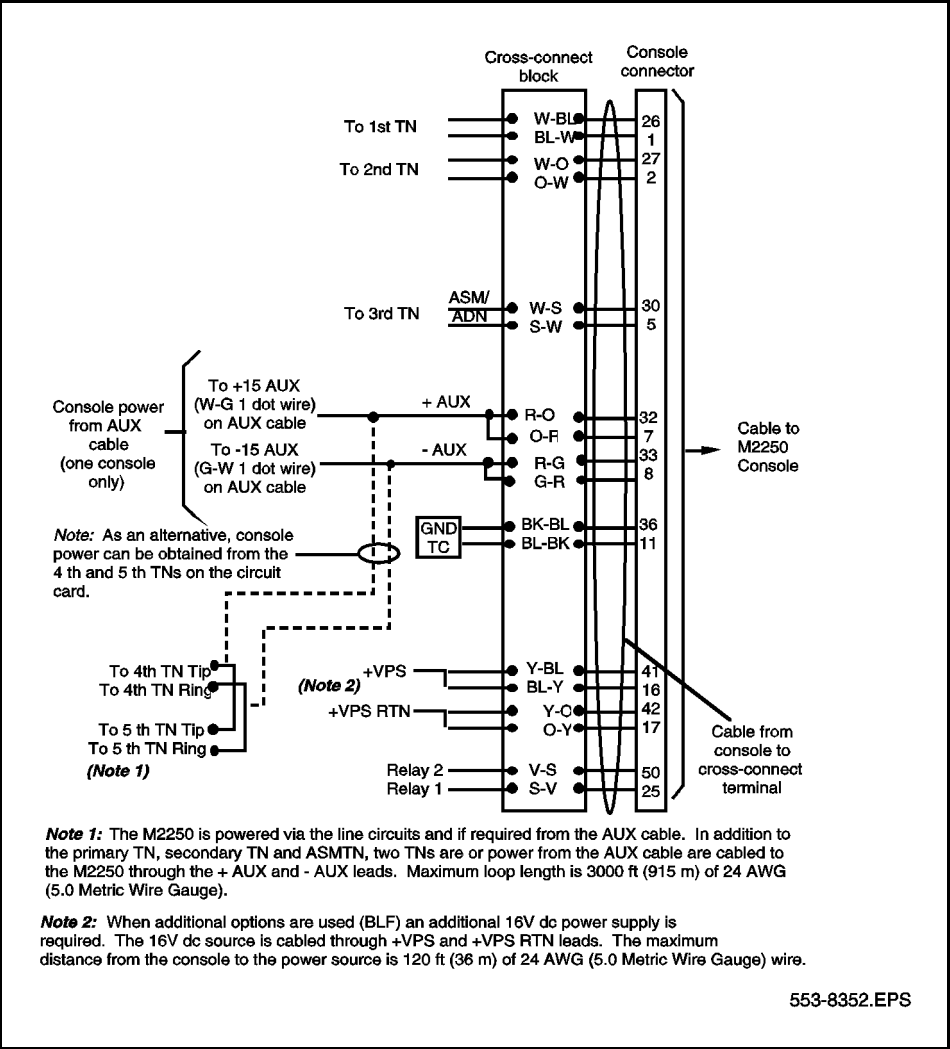 Cross-connect
block
Console
connector
To 1st TN
W-BL
26
BL-W
1
To 2nd TN
W-O
27
O-W
2
To 3rd TN
ASM/
ADN
W-S
30
S-W
5
Console power
from AUX
cable
(one console
only)
To +15 AUX
(W-G 1 dot wire)
on AUX cable
To -15 AUX
(G-W 1 dot wire)
on AUX cable
+ AUX
- AUX
R-O
32
O-R
7
R-G
33
G-R
8
Cable to
M2250
Console
GND
TC
BK-BL
36
BL-BK
11
Note: As an alternative, console
power can be obtained from the
4 th and 5 th TNs on the circuit
card.
To 4th TN Tip
To 4th TN Ring
To 5 th TN Tip
To 5 th TN Ring
(Note 1)
(Note 2)
+VPS
+VPS RTN
Y-BL
41
BL-Y
16
Y-O
42
O-Y
17
Relay 2
V-S
50
Relay 1
S-V
25
Cable from
console to
cross-connect
terminal
Note 1: The M2250 is powered via the line circuits and if required from the AUX cable. In addition to
the primary TN, secondary TN and ASMTN, two TNs are or power from the AUX cable are cabled to
the M2250 through the + AUX and - AUX leads. Maximum loop length is 3000 ft (915 m) of 24 AWG
(5.0 Metric Wire Gauge).
Note 2: When additional options are used (BLF) an additional 16V dc power supply is
required. The 16V dc source is cabled through +VPS and +VPS RTN leads. The maximum
distance from the console to the power source is 120 ft (36 m) of 24 AWG (5.0 Metric Wire Gauge) wire.
553-8352.EPS